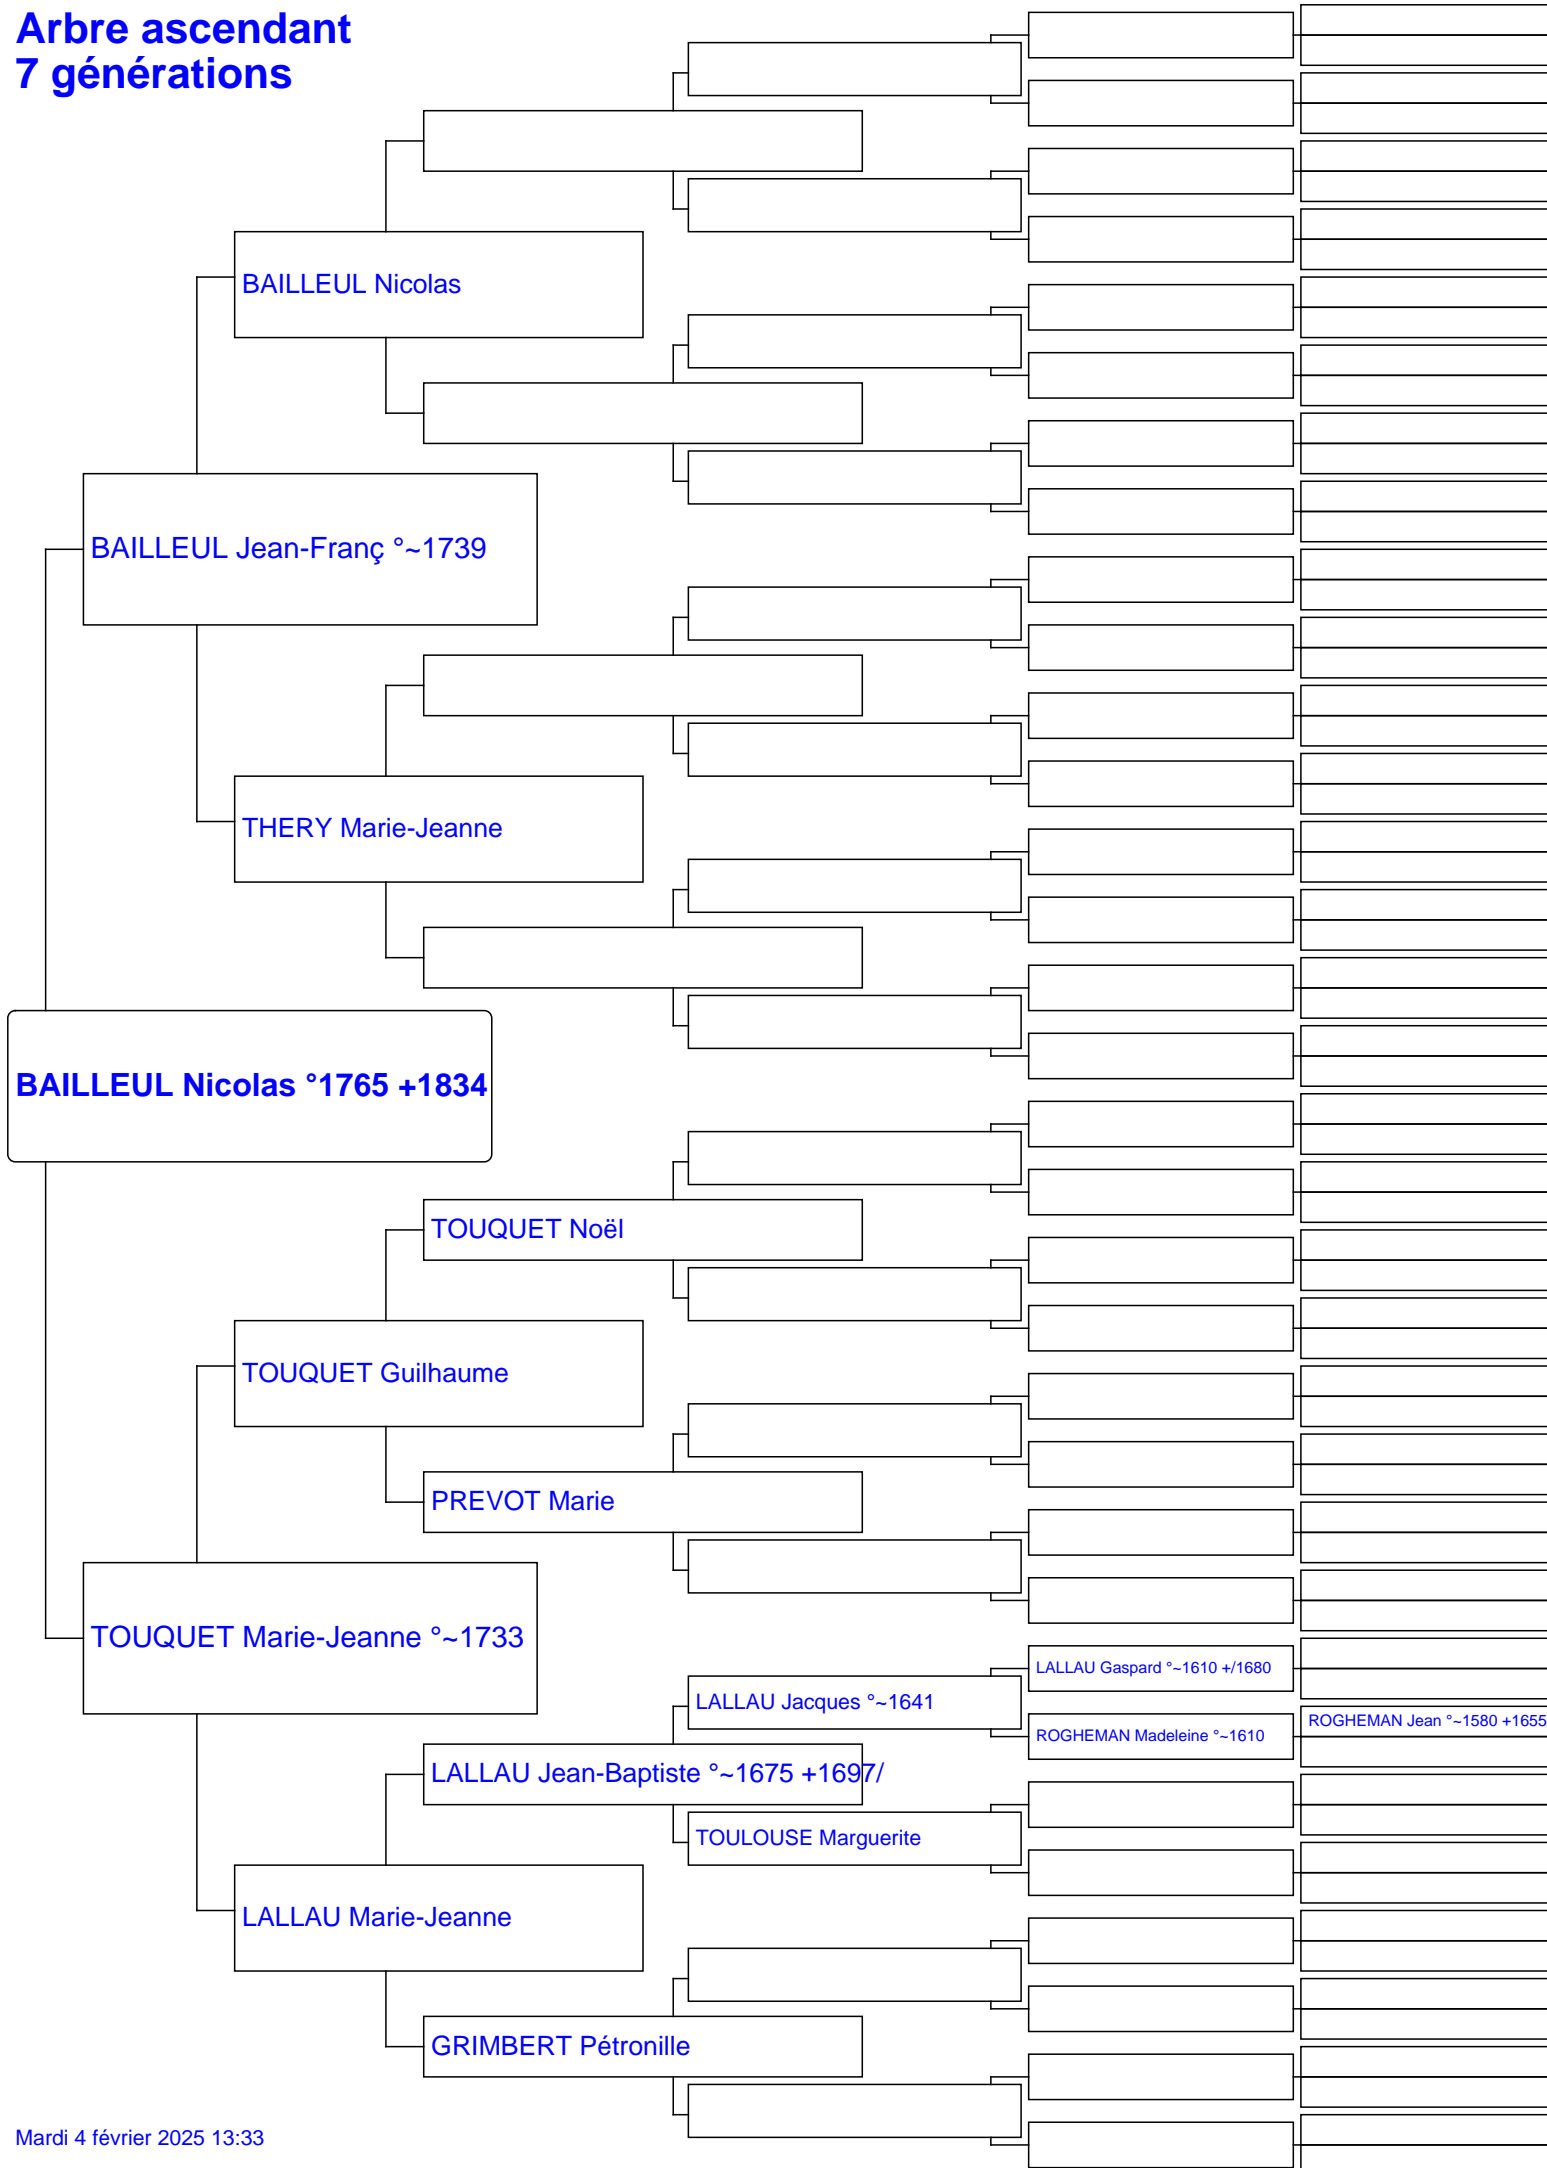 Arbre ascendant
7 générations
BAILLEUL Nicolas
BAILLEUL Jean-Franç °~1739
THERY Marie-Jeanne
BAILLEUL Nicolas °1765 +1834
TOUQUET Noël
TOUQUET Guilhaume
PREVOT Marie
TOUQUET Marie-Jeanne °~1733
LALLAU Gaspard °~1610 +/1680
LALLAU Jacques °~1641
ROGHEMAN Jean °~1580 +1655
ROGHEMAN Madeleine °~1610
LALLAU Jean-Baptiste °~1675 +1697/
TOULOUSE Marguerite
LALLAU Marie-Jeanne
GRIMBERT Pétronille
Mardi 4 février 2025 13:33